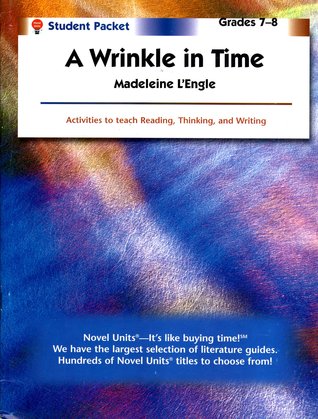 Student Packet
Grades 7–8
A Wrinkle in Time
Madeleine L'Engle
Activities to teach Reading, Thinking, and Writing
Novel Units®—It's like buying time!℠
We have the largest selection of literature guides.
Hundreds of Novel Units® titles to choose from!